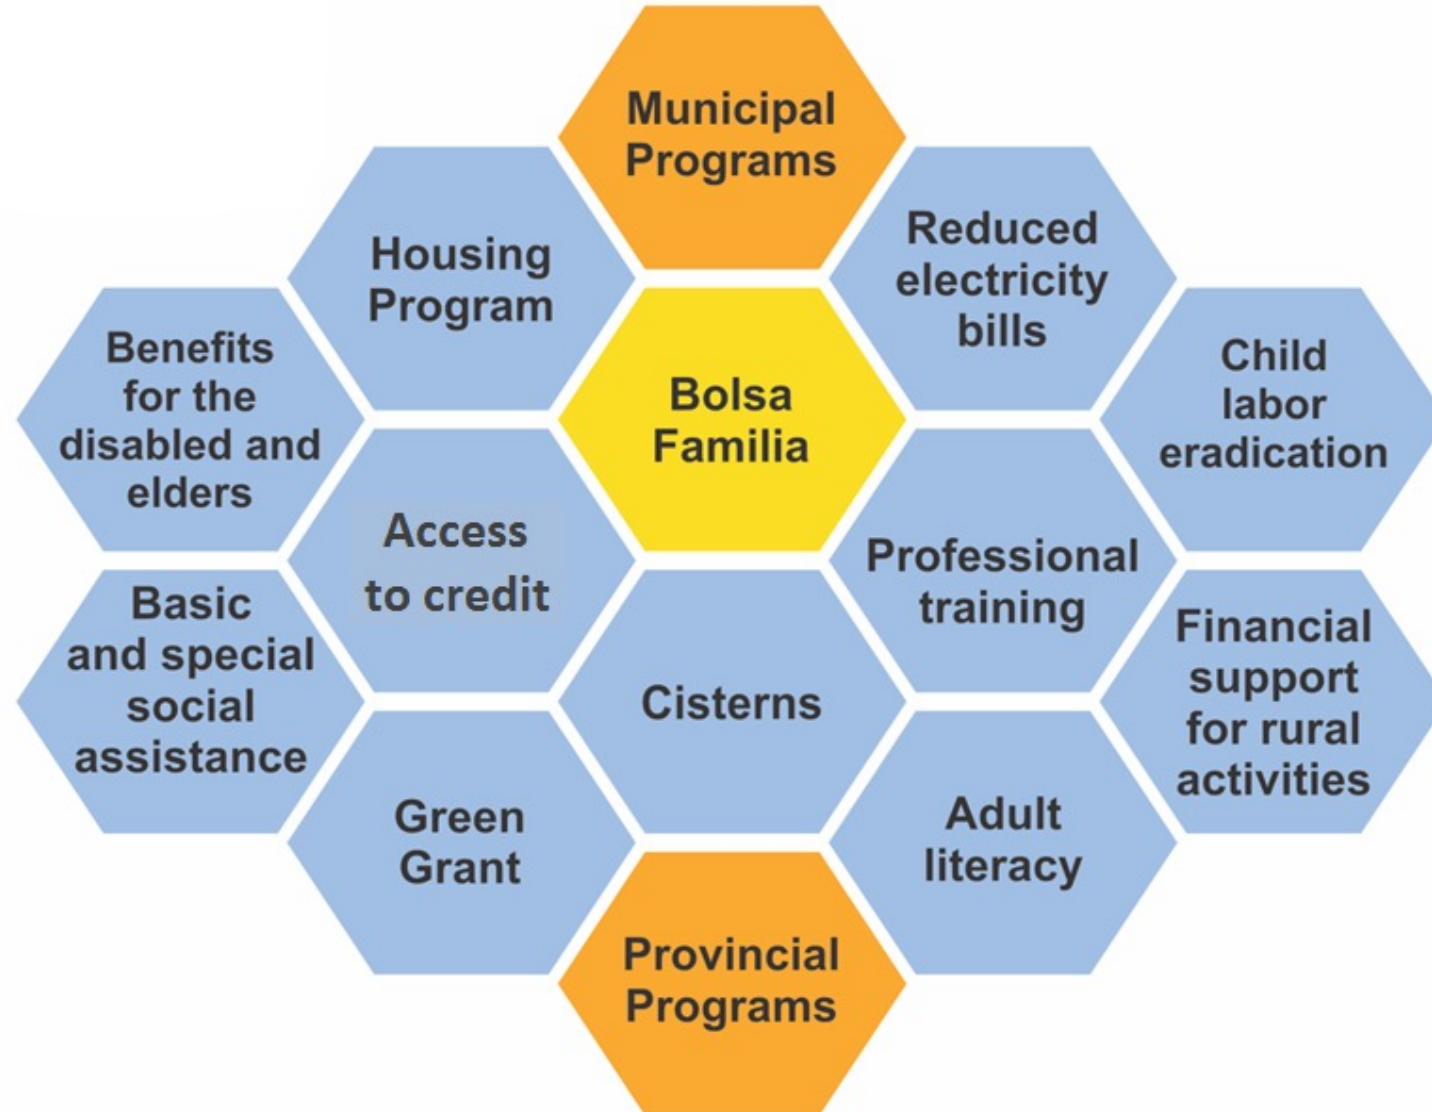 Municipal
Programs
Housing
Program
Reduced
electricity
bills
Benefits
for the
disabled and
elders
Bolsa
Familia
Child
labor
eradication
Access
to credit
Professional
training
Basic
and special
social
assistance
Cisterns
Financial
support
for rural
activities
Green
Grant
Adult
literacy
Provincial
Programs